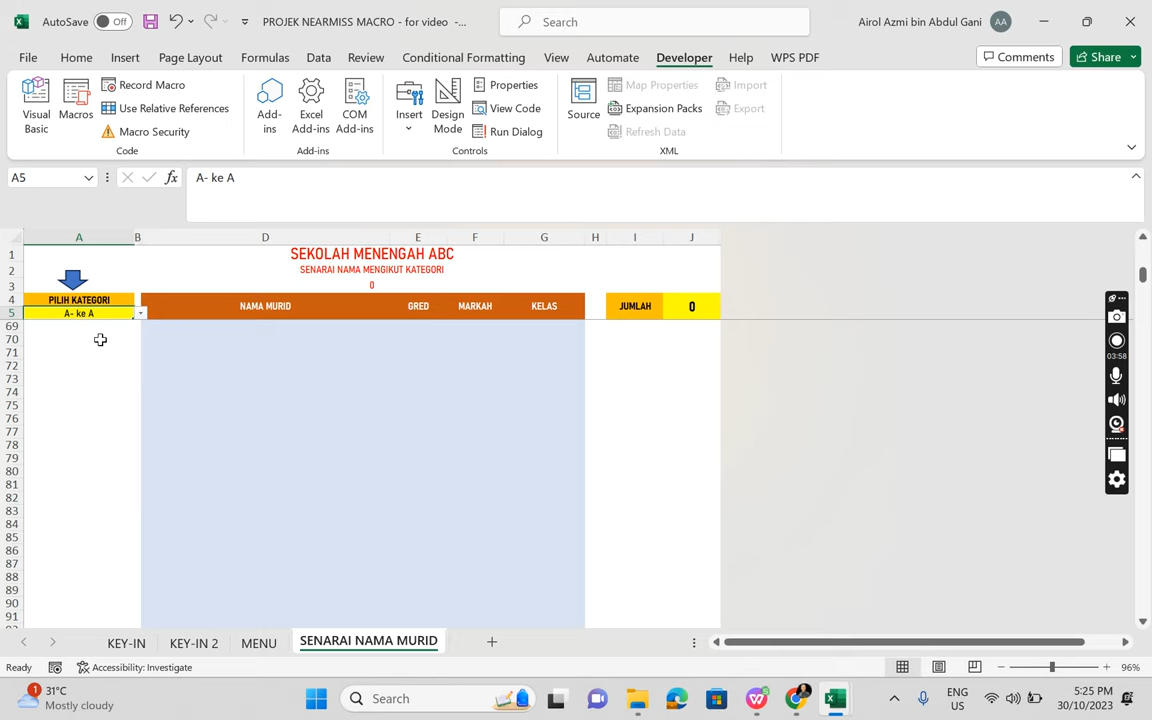 AutoSave Off PROJEK NEARMISS MACRO - for video -... Search Airol Azmi bin Abdul Gani AA
File Home Insert Page Layout Formulas Data Review Conditional Formatting View Automate Developer Help WPS PDF Comments Share
Visual Basic
Macros
Record Macro
Use Relative References
Macro Security
Code
Add-ins
Excel Add-ins
COM Add-ins
Add-ins
Insert
Design Mode
Properties
View Code
Run Dialog
Controls
Source
Map Properties
Expansion Packs
Refresh Data
Import
Export
XML
A5 fx A- ke A
A B D E F G H I J
1 SEKOLAH MENENGAH ABC
2 SENARAI NAMA MENGIKUT KATEGORI
3 0
4 PILIH KATEGORI NAMA MURID GRED MARKAH KELAS JUMLAH 0
5 A- ke A
69
70
71
72
73
74
75
76
77
78
79
80
81
82
83
84
85
86
87
88
89
90
91
03:58
KEY-IN KEY-IN 2 MENU SENARAI NAMA MURID
Ready Accessibility: Investigate 96%
1 31°C
Mostly cloudy
Search
ENG
US
5:25 PM
30/10/2023